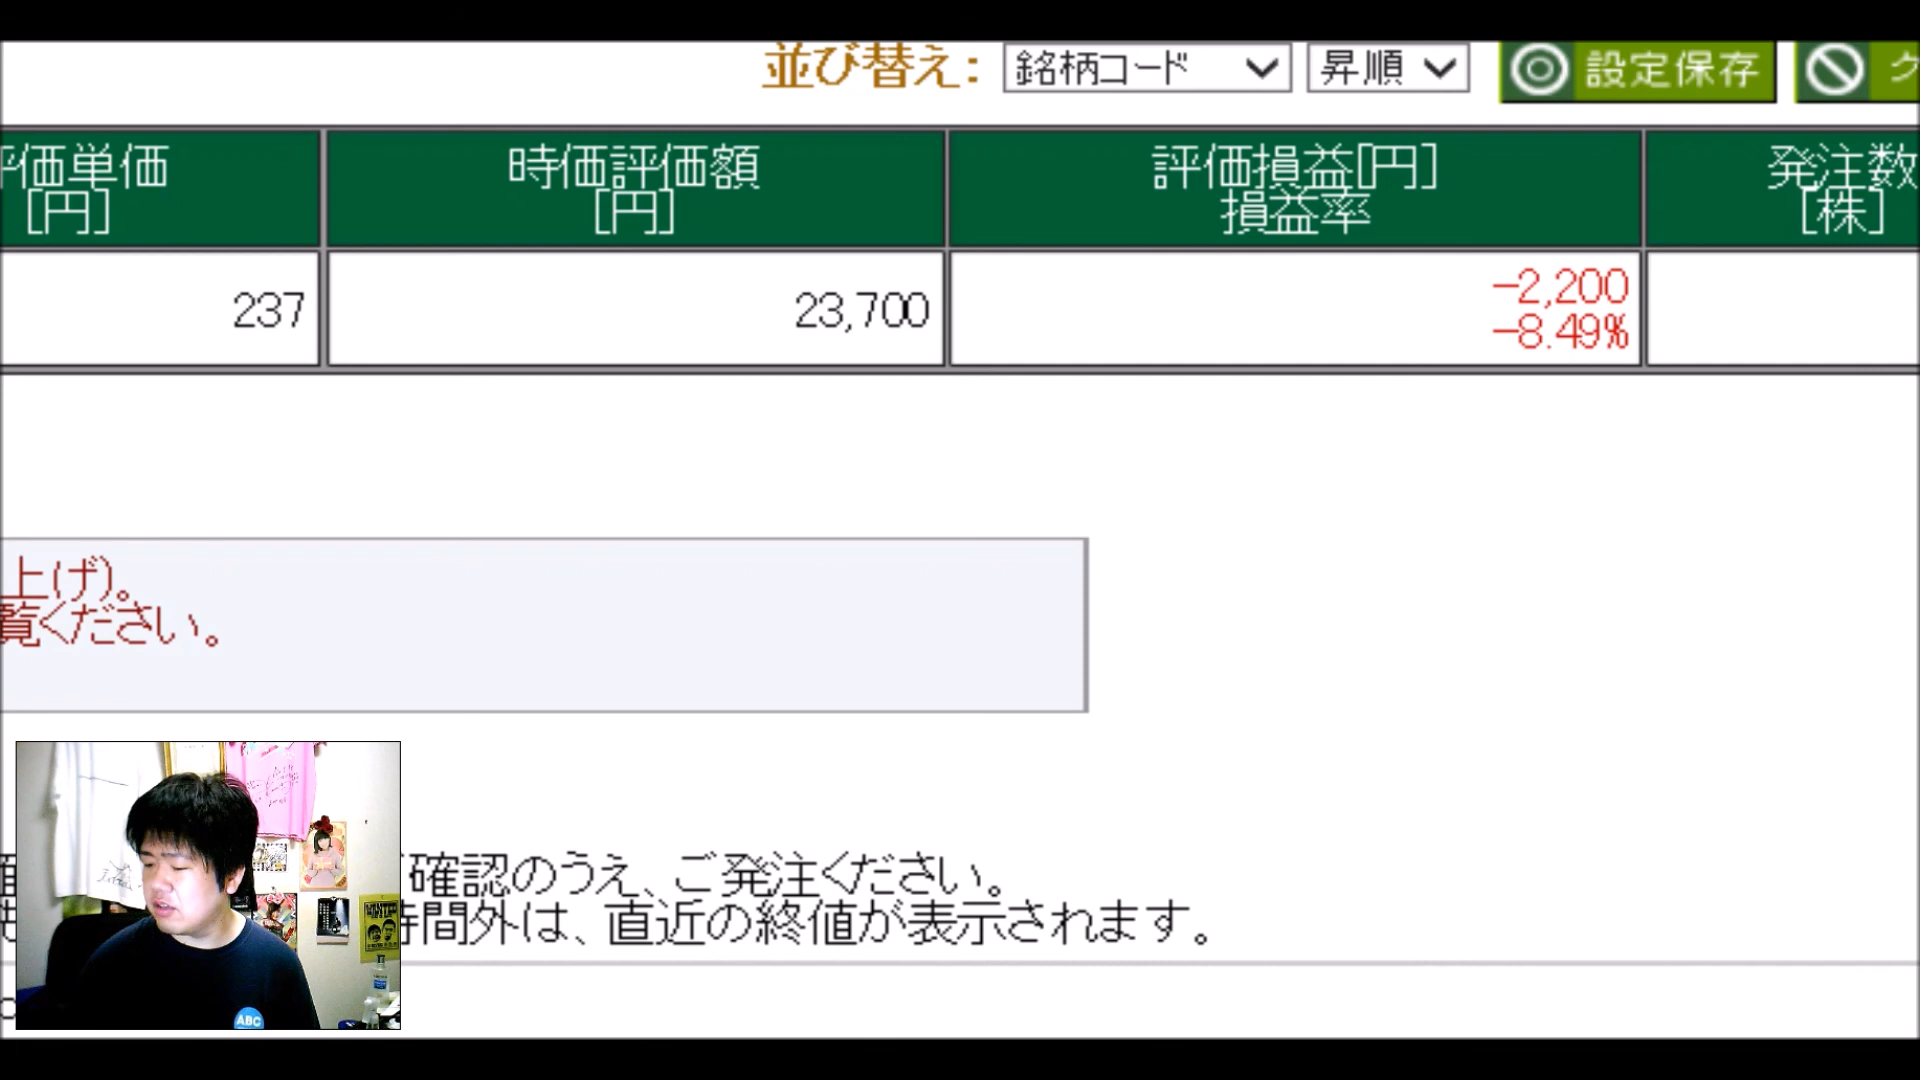 並び替え： 銘柄コード 昇順 設定保存 ク
評価単価
[円]
時価評価額
[円]
評価損益[円]
損益率
発注数
[株]
237
23,700
-2,200
-8.49%
上げ)。
覧ください。
確認のうえ、ご発注ください。
時間外は、直近の終値が表示されます。
ABC